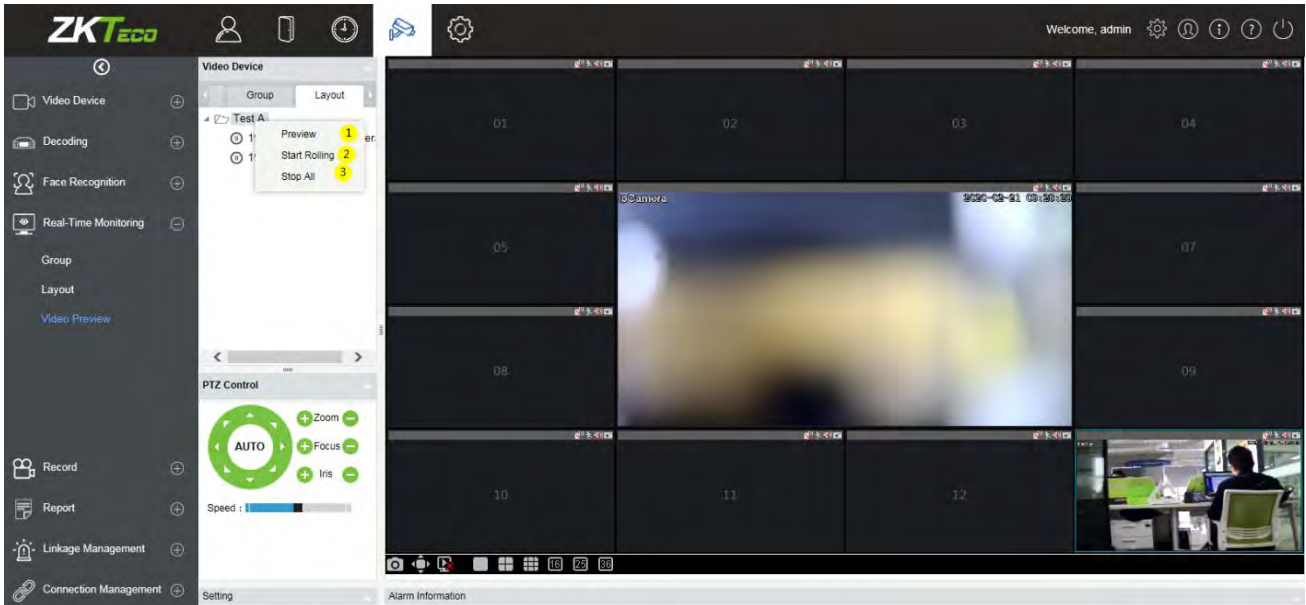 ZKTECO
Welcome, admin
Video Device
Decoding
Face Recognition
Real-Time Monitoring
Group
Layout
Video Preview
Record
Report
Linkage Management
Connection Management
Video Device
Group
Layout
Test A
Preview 1
Start Rolling 2
Stop All 3
PTZ Control
AUTO
Zoom
Focus
Iris
Speed :
Setting
01
02
03
04
05
07
08
09
10
11
12
16 25 36
Alarm Information